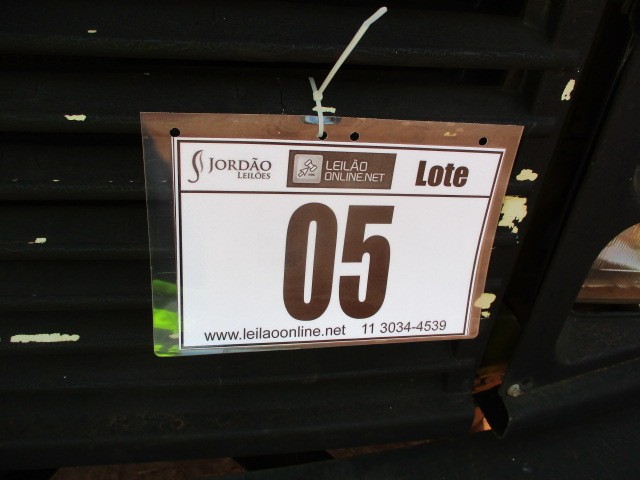 JORDÃO
LEILÕES
LEILÃO
ONLINE.NET
Lote
05
www.leilaoonline.net 11 3034-4539